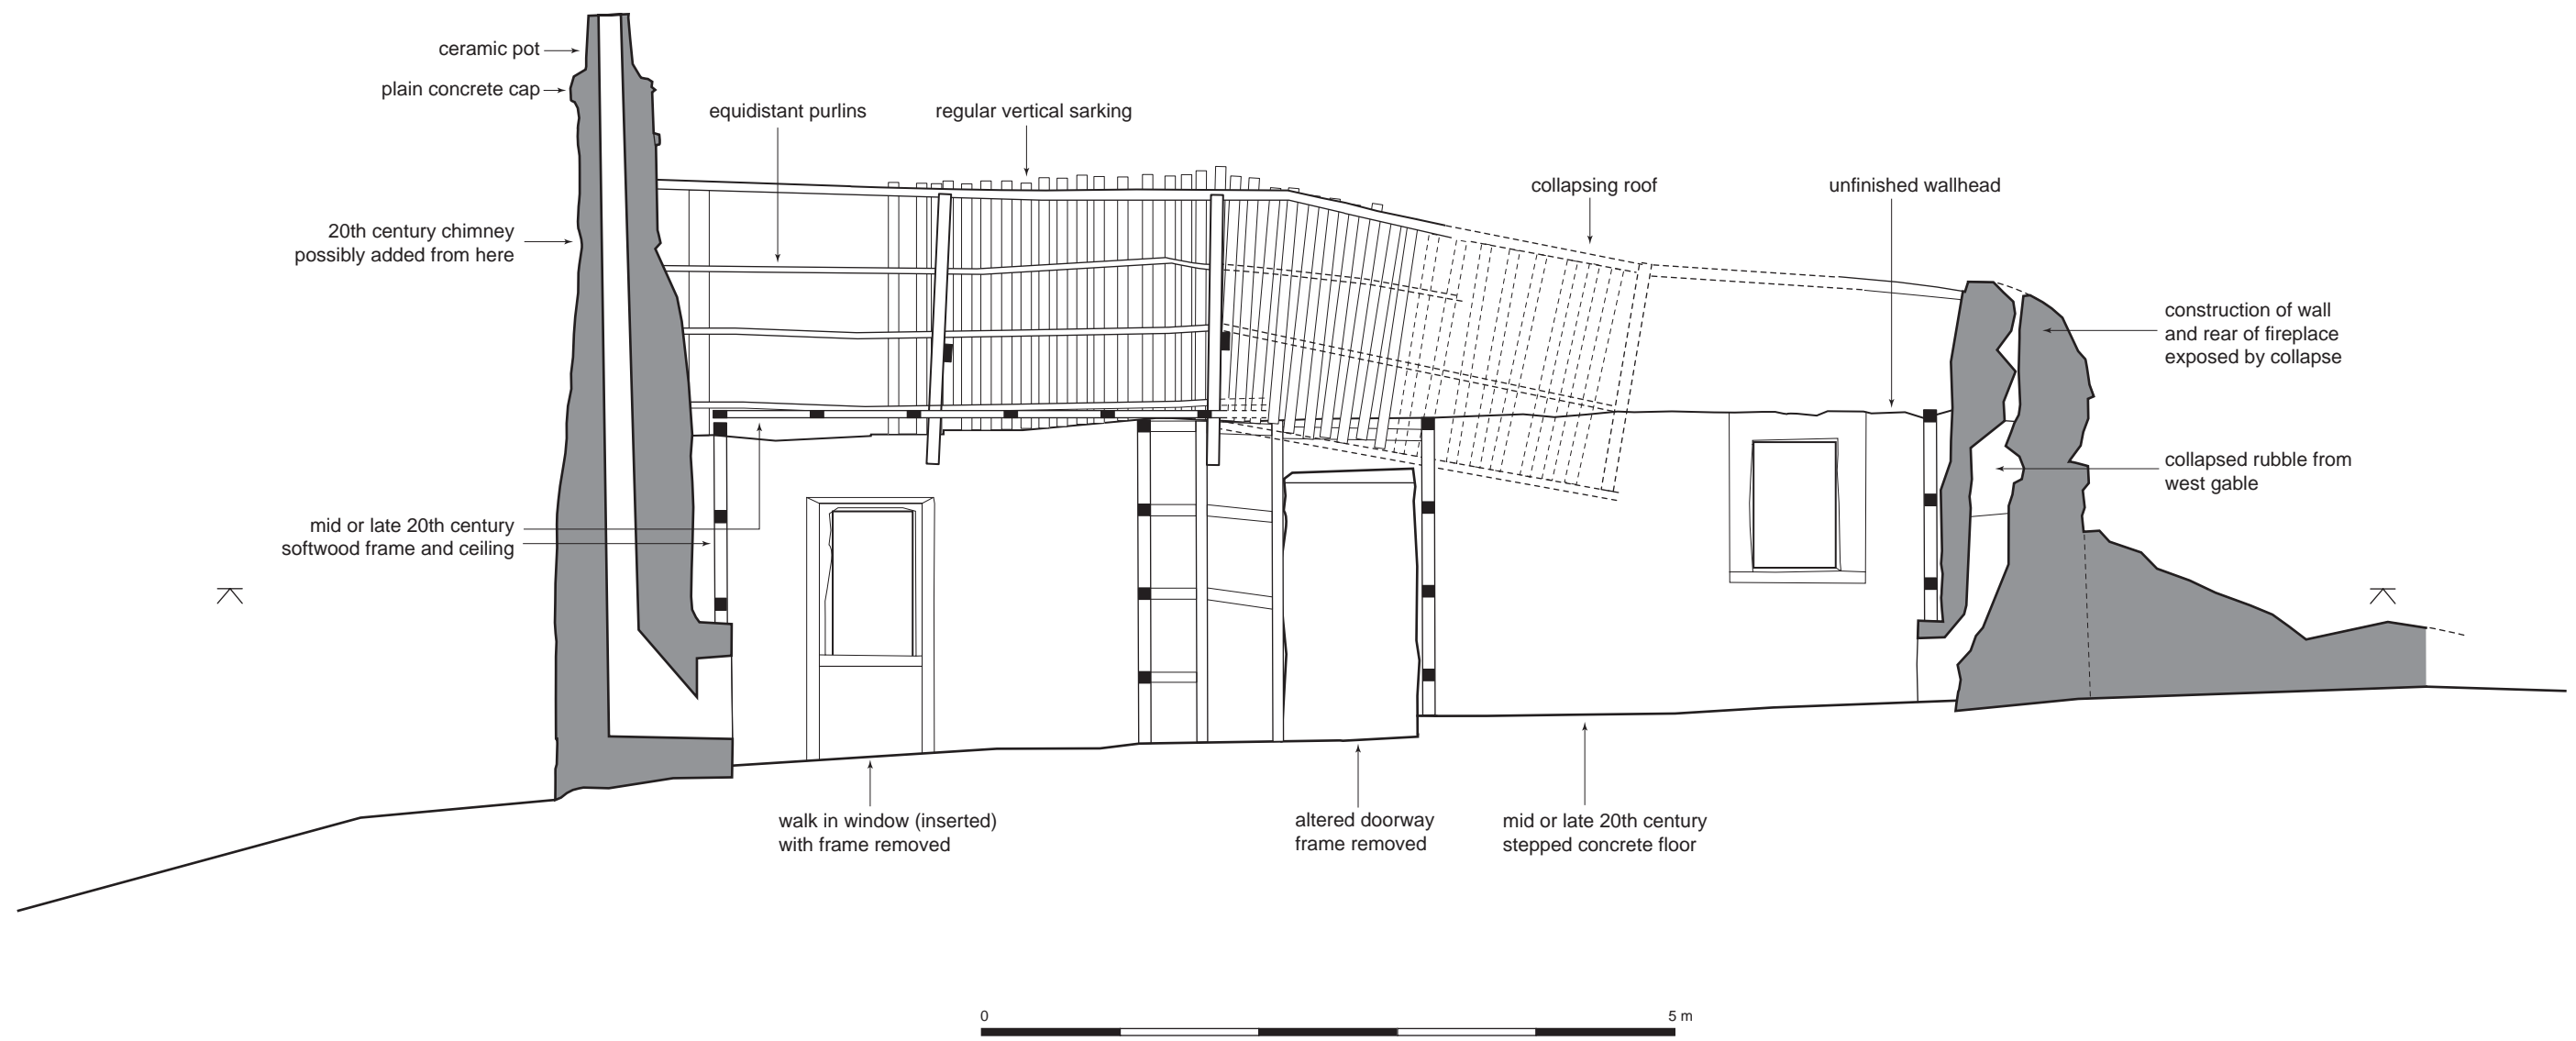 ceramic pot
plain concrete cap
equidistant purlins
regular vertical sarking
collapsing roof
unfinished wallhead
20th century chimney
possibly added from here
construction of wall
and rear of fireplace
exposed by collapse
collapsed rubble from
west gable
mid or late 20th century
softwood frame and ceiling
walk in window (inserted)
with frame removed
altered doorway
frame removed
mid or late 20th century
stepped concrete floor
0
5 m